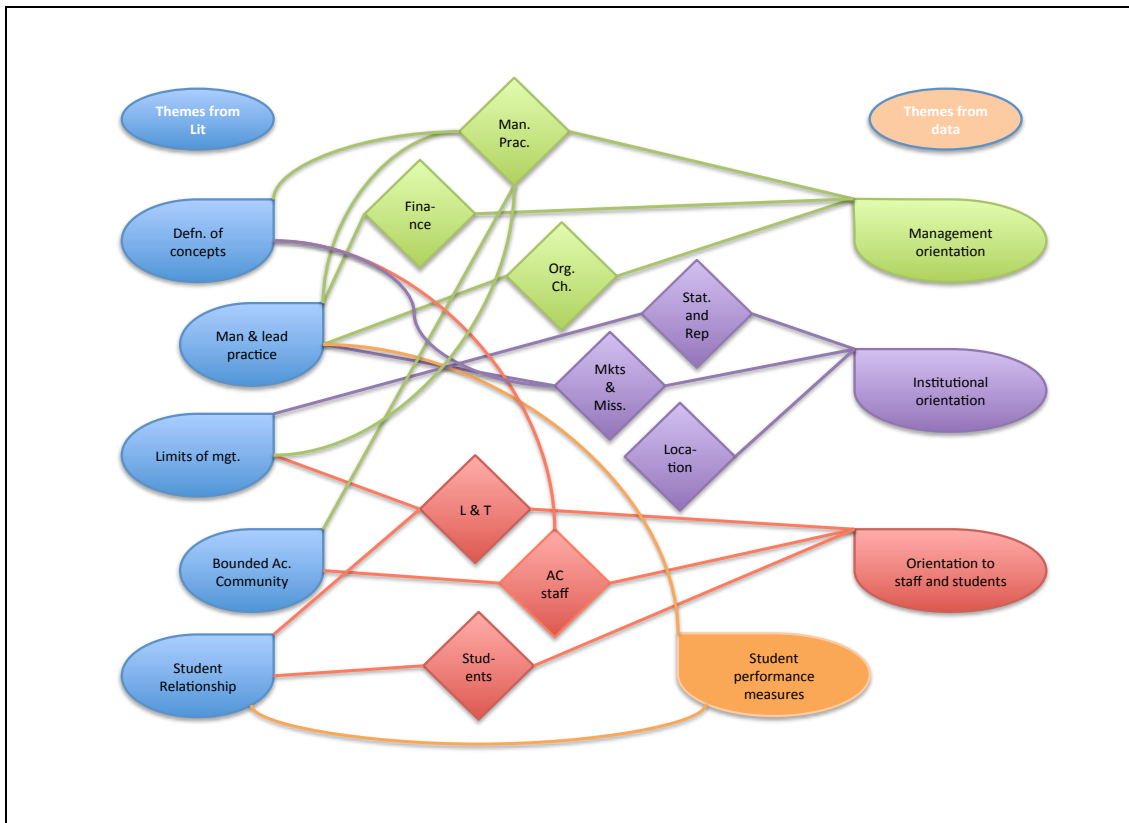 Themes from
Lit
Themes from
data
Man.
Prac.
Fina-
nce
Defn. of
concepts
Management
orientation
Org.
Ch.
Stat.
and
Rep
Man & lead
practice
Mkts
&
Miss.
Institutional
orientation
Loca-
tion
Limits of mgt.
L & T
Bounded Ac.
Community
AC
staff
Orientation to
staff and students
Student
Relationship
Stud-
ents
Student
performance
measures